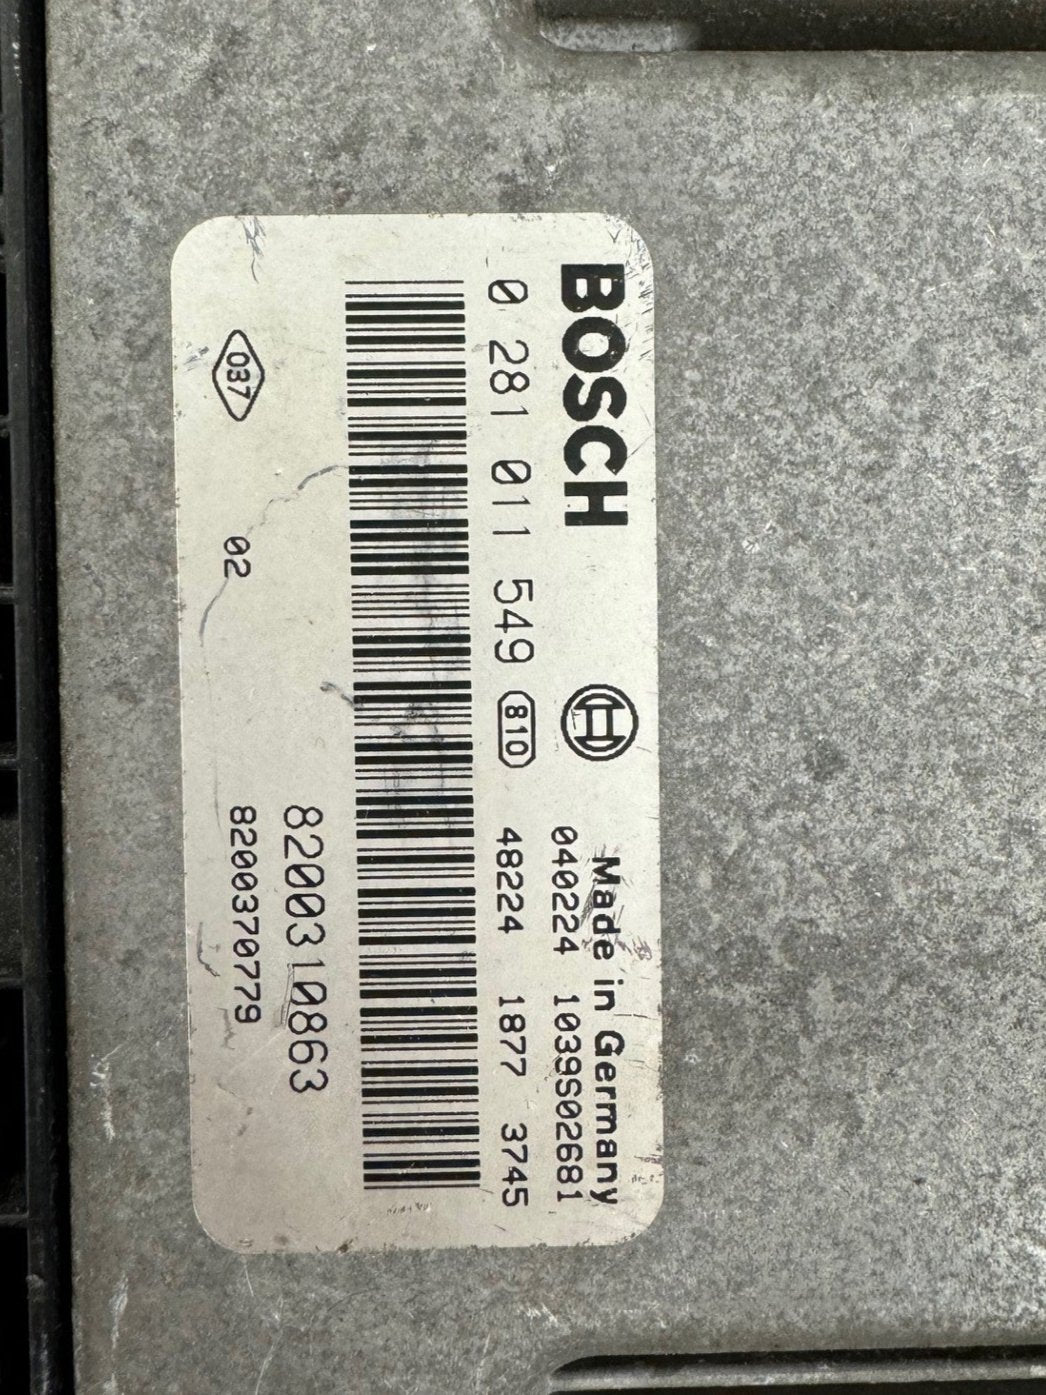 BOSCH
Made in Germany
040224 1039S02681
0 281 011 549 810 48224 1877 3745
8200310863
037 02 8200370779